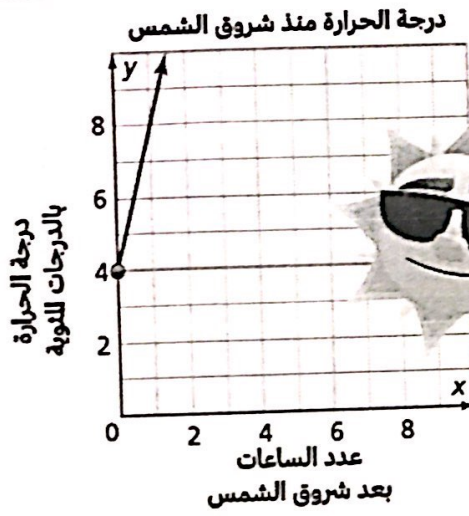 درجة الحرارة منذ شروق الشمس
y
8
6
4
2
0
2
4
6
8
x
درجة الحرارة
بالدرجات المئوية
عدد الساعات
بعد شروق الشمس